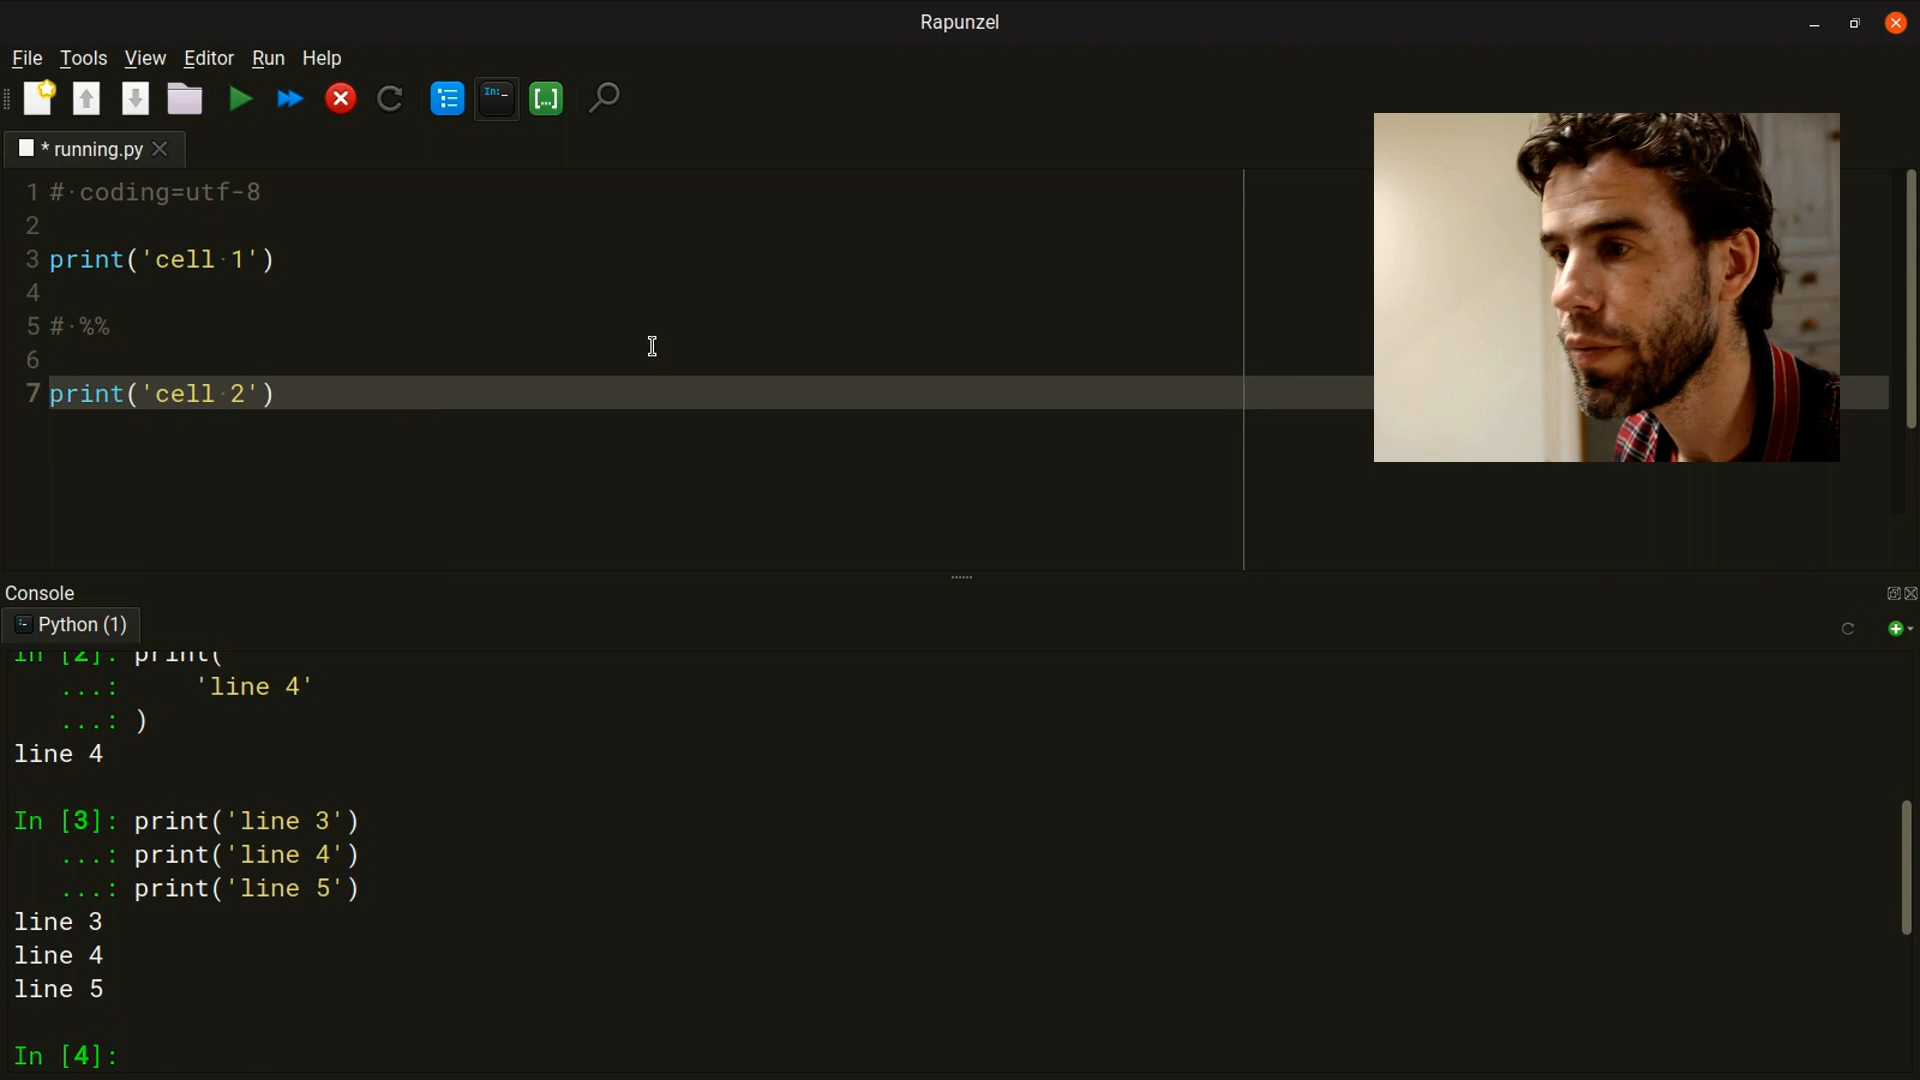 Rapunzel
File Tools View Editor Run Help
In:-
[...]
* running.py
1 # coding=utf-8
2
3 print('cell 1')
4
5 # %%
6
7 print('cell 2')
Console
Python (1)
In [2]: print(
...: 'line 4'
...: )
line 4
In [3]: print('line 3')
...: print('line 4')
...: print('line 5')
line 3
line 4
line 5
In [4]: